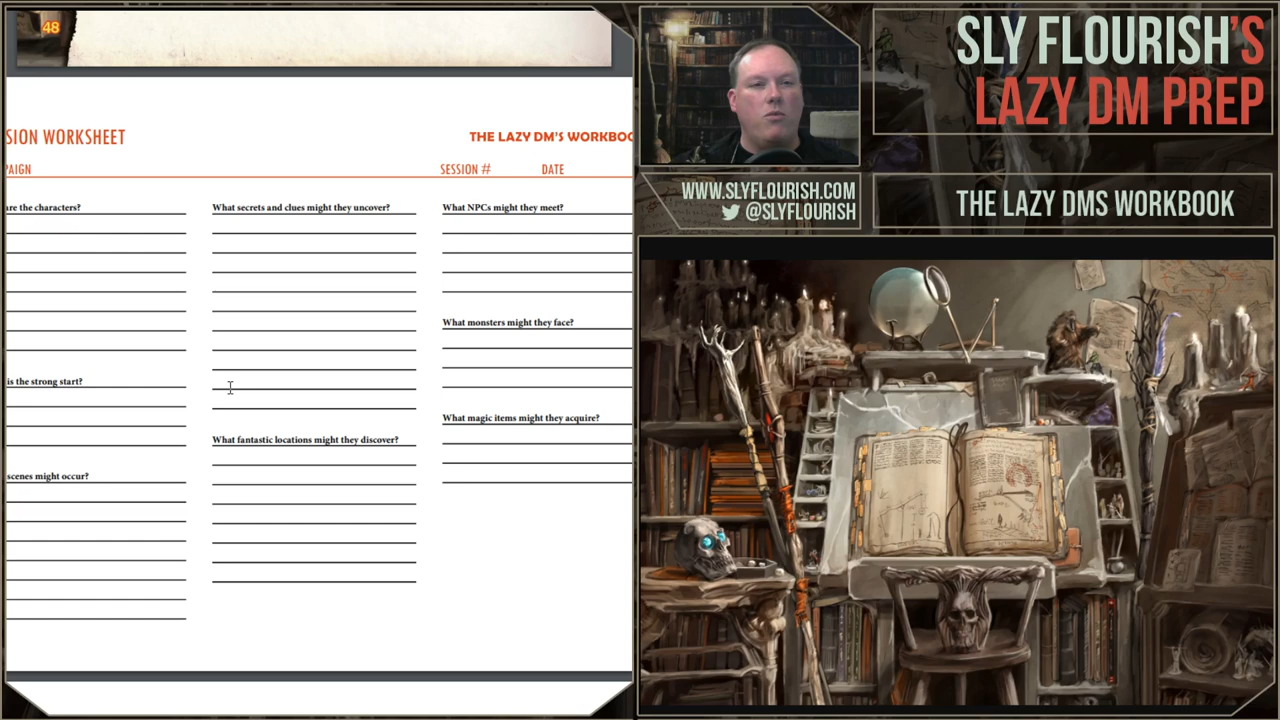 48
SION WORKSHEET
THE LAZY DM'S WORKBOO
PAIGN
SESSION #
DATE
are the characters?
is the strong start?
scenes might occur?
What secrets and clues might they uncover?
What fantastic locations might they discover?
What NPCs might they meet?
What monsters might they face?
What magic items might they acquire?
SLY FLOURISH'S
LAZY DM PREP
WWW.SLYFLOURISH.COM
@SLYFLOURISH
THE LAZY DMS WORKBOOK